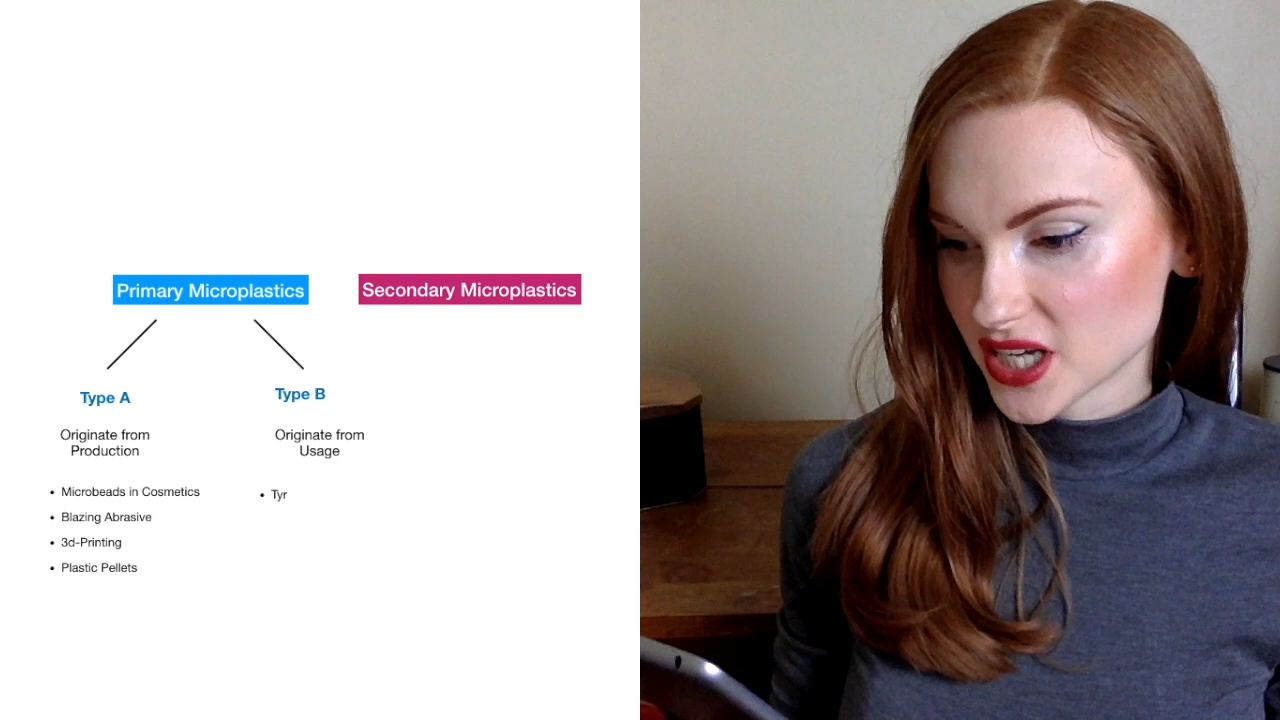 Primary Microplastics
Secondary Microplastics
Type A
Type B
Originate from
Production
Originate from
Usage
Microbeads in Cosmetics
Blazing Abrasive
3d-Printing
Plastic Pellets
Tyr